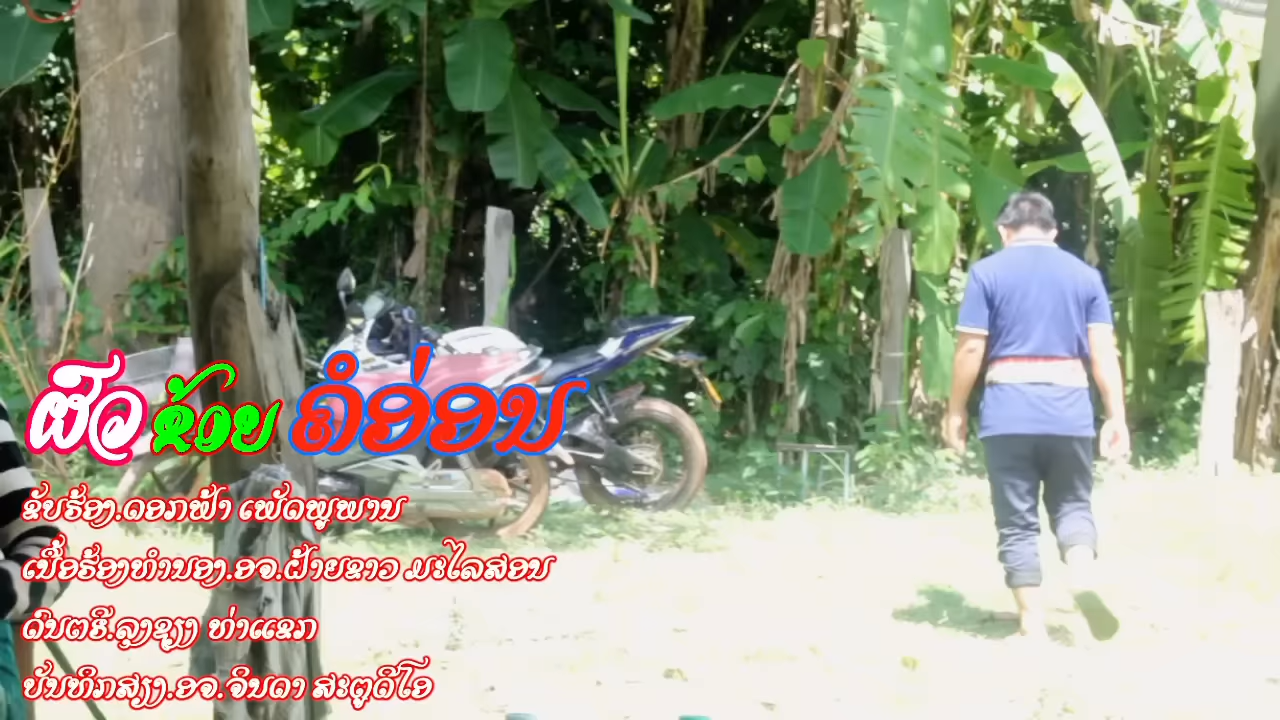 ຜົວຂ້ອຍຄໍອ່ອນ
ຂັບຮ້ອງ.ດອກຟ້າ ເພັດພູພານ
ເນື້ອຮ້ອງທຳນອງ.ອຈ.ຝ້າຍຂາວ ມະໄລສອນ
ດົນຕຣີ.ລຸງຊຽງ ທ່າແຂກ
ບັນທຶກສຽງ.ອຈ.ຈິນດາ ສະຕູດິໂອ